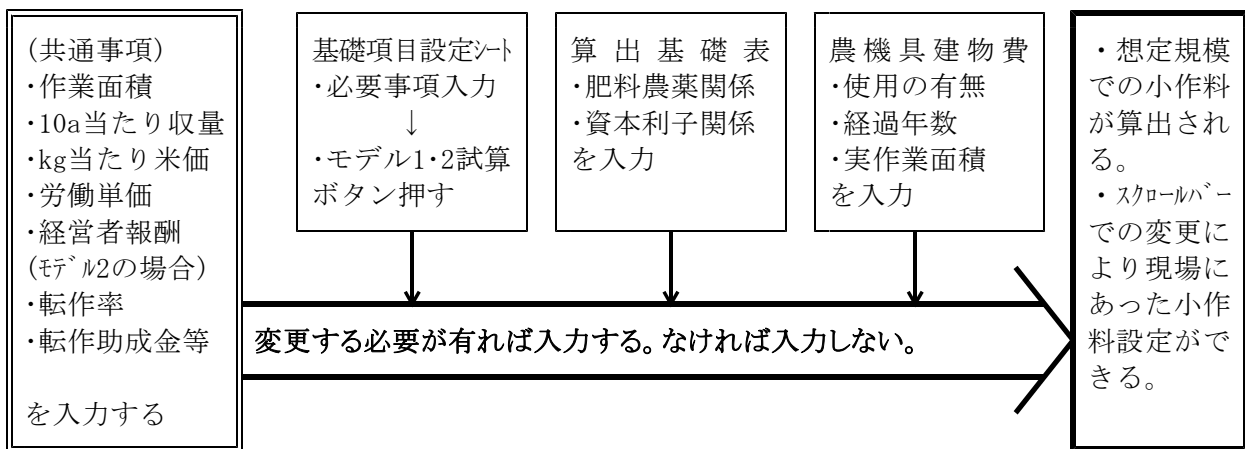 (共通事項)
・作業面積
・10a当たり収量
・kg当たり米価
・労働単価
・経営者報酬
(ﾓﾃﾞﾙ2の場合)
・転作率
・転作助成金等
を入力する
基礎項目設定ｼｰﾄ
・必要事項入力
↓
・モデル1・2試算
ボタン押す
算出基礎表
・肥料農薬関係
・資本利子関係
を入力
農機具建物費
・使用の有無
・経過年数
・実作業面積
を入力
変更する必要が有れば入力する。なければ入力しない。
・想定規模
での小作料
が算出され
る。
・ｽｸﾛｰﾙﾊﾞｰ
での変更に
より現場に
あった小作
料設定がで
きる。